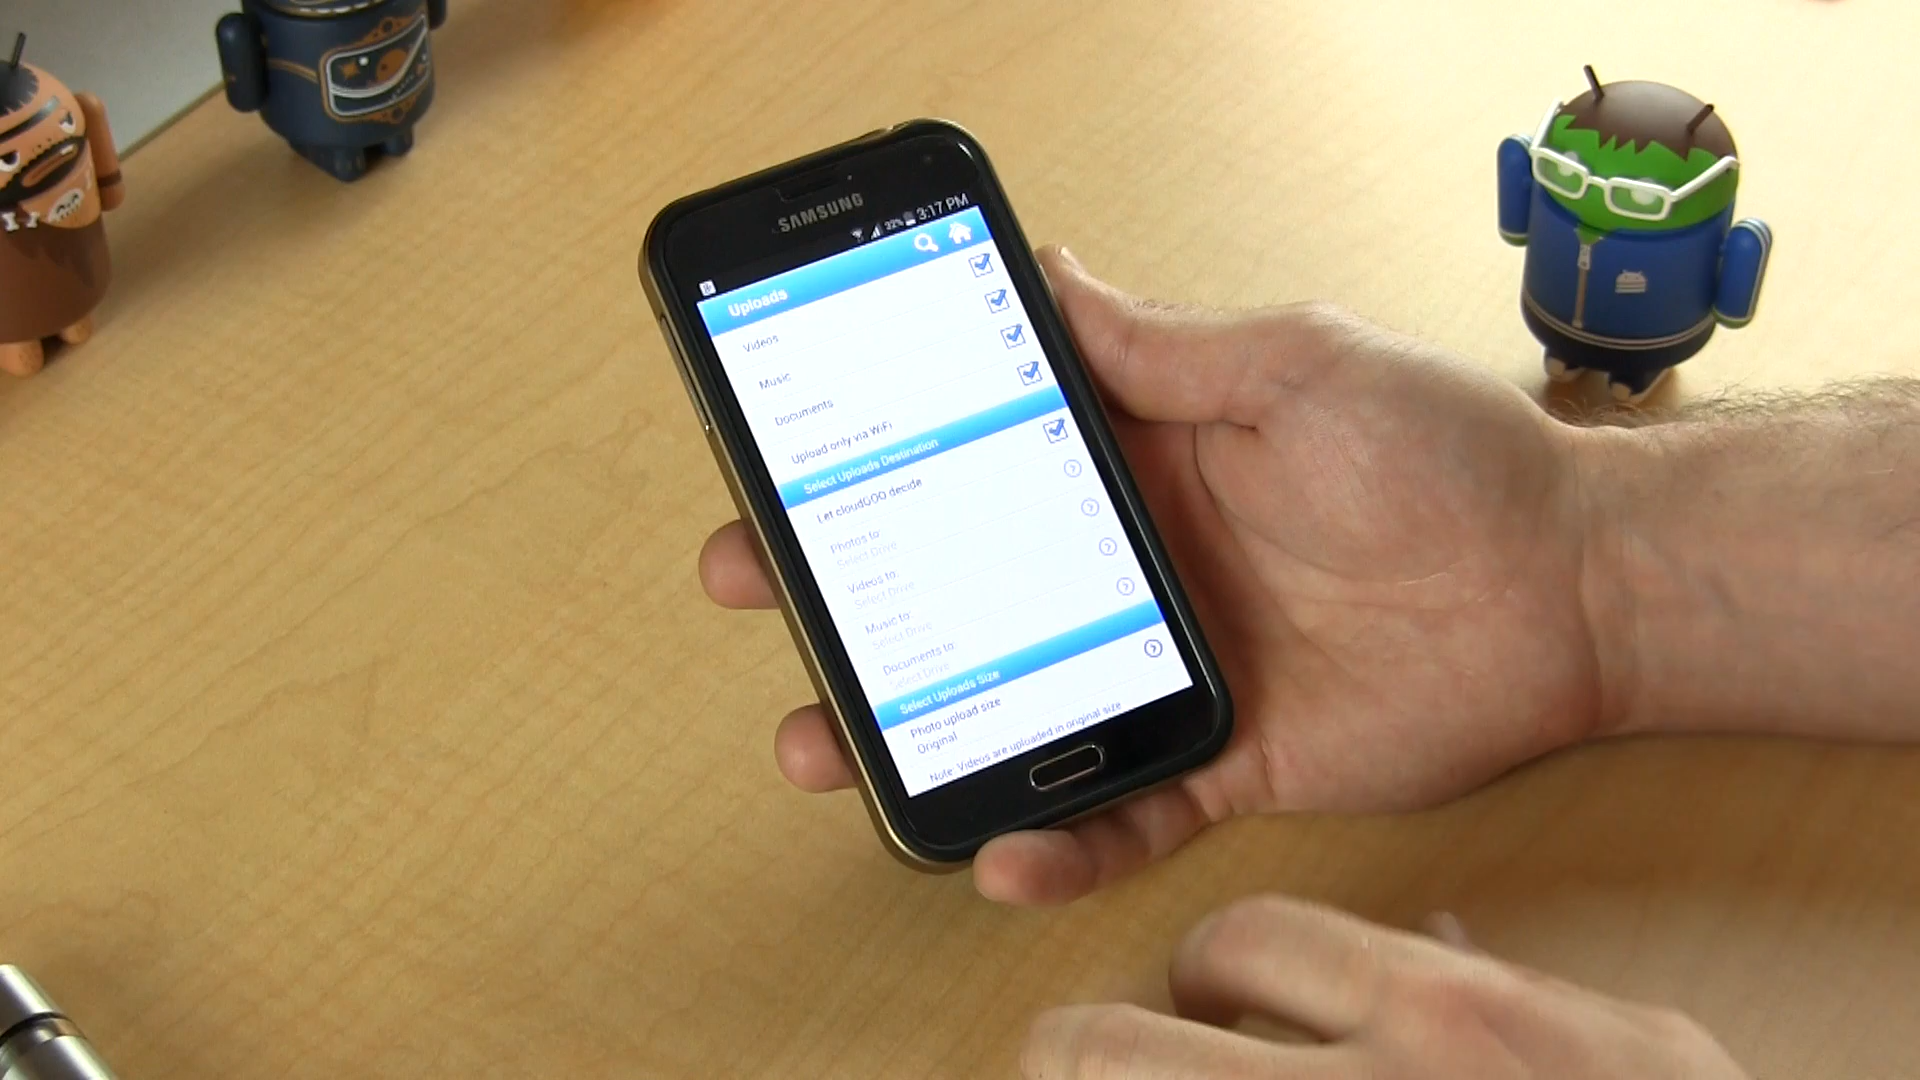 SAMSUNG
32% 3:17 PM
Uploads
Videos
Music
Documents
Upload only via WiFi
Select Uploads Destination
Let cloudGOO decide
Photos to:
Select Drive
Videos to:
Select Drive
Music to:
Select Drive
Documents to:
Select Drive
Select Uploads Size
Photo upload size
Original
Note: Videos are uploaded in original size